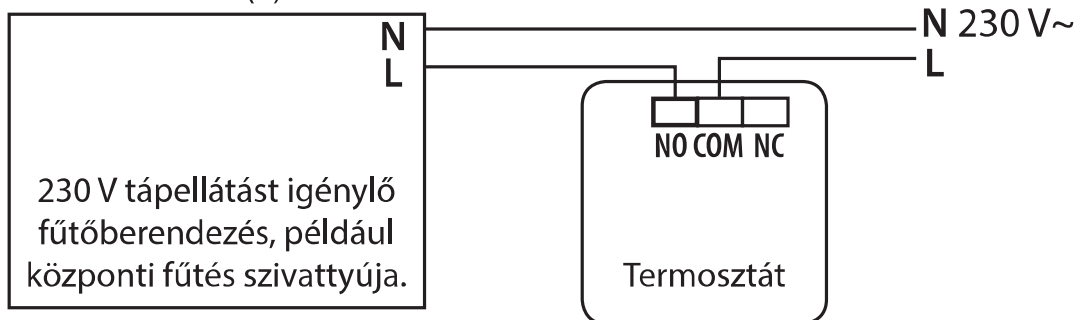 N
L
N 230 V~
L
NO COM NC
230 V tápellátást igénylő
fűtőberendezés, például
központi fűtés szivattyúja.
Termosztát